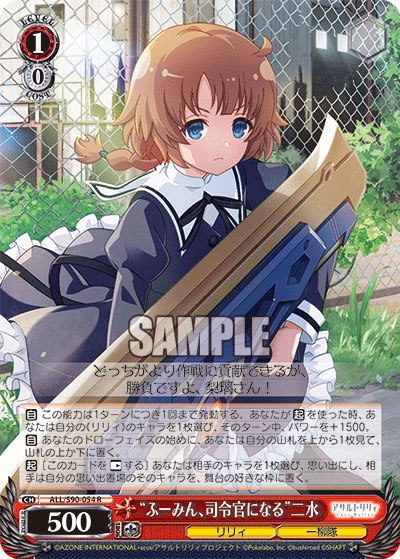 LEVEL
1
0
COST
SAMPLE
どっちがより作戦に貢献できるか、
勝負ですよ、梨璃さん！
自 この能力は1ターンにつき1回まで発動する。あなたが起を使った時、あ
なたは自分の《リリィ》のキャラを1枚選び、そのターン中、パワーを＋1500。
自 あなたのドローフェイズの始めに、あなたは自分の山札を上から1枚見て、
山札の上か下に置く。
起［このカードを する］ あなたは相手のキャラを1枚選び、思い出にし、相
手は自分の思い出置場のそのキャラを、舞台の好きな枠に置く。
CH
ALL/S90-054 R
POWER
500
“ふーみん、司令官になる”二水
アサルトリリィ
リリィ
一柳隊
©AZONE INTERNATIONAL・acus/アサルトリリィプロジェクト ©Pokelabo, Inc. ©bushiroad ©SHAFT